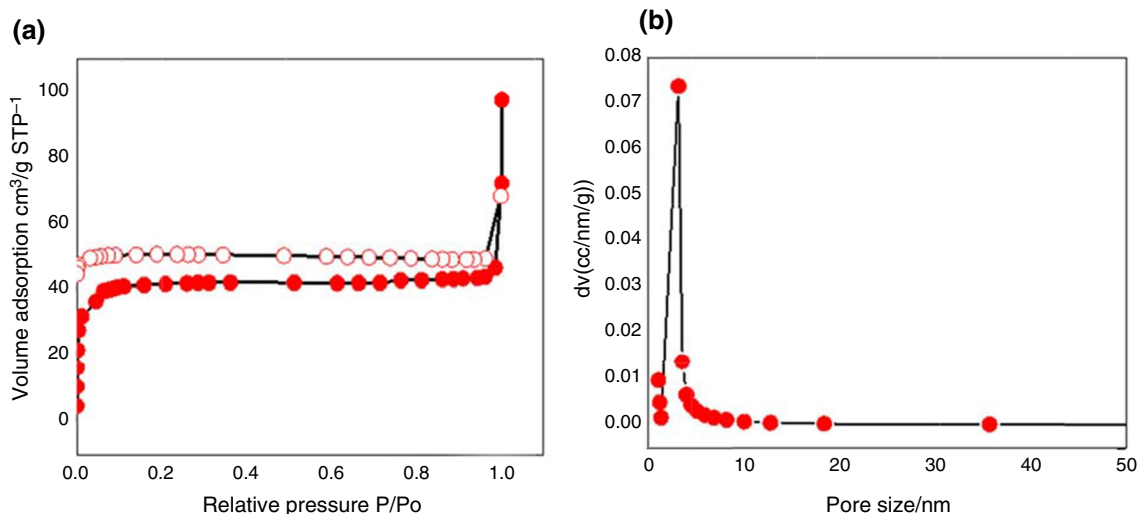 (a)
Volume adsorption cm³/g STP⁻¹
100
80
60
40
20
0
0.0 0.2 0.4 0.6 0.8 1.0
Relative pressure P/Po
(b)
dv(cc/nm/g))
0.08
0.07
0.06
0.05
0.04
0.03
0.02
0.01
0.00
0 10 20 30 40 50
Pore size/nm